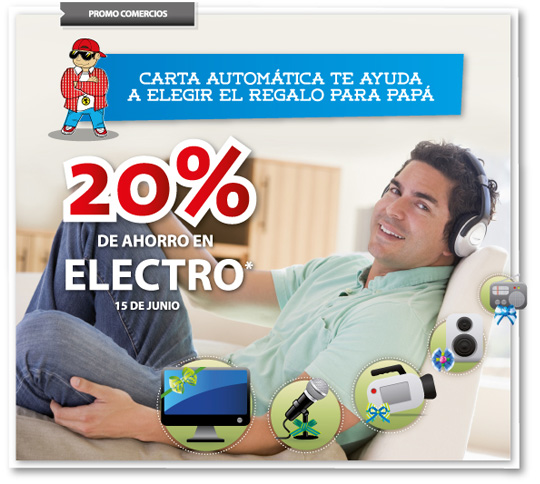 PROMO COMERCIOS
CARTA AUTOMÁTICA TE AYUDA
A ELEGIR EL REGALO PARA PAPÁ
20%
DE AHORRO EN
ELECTRO*
15 DE JUNIO